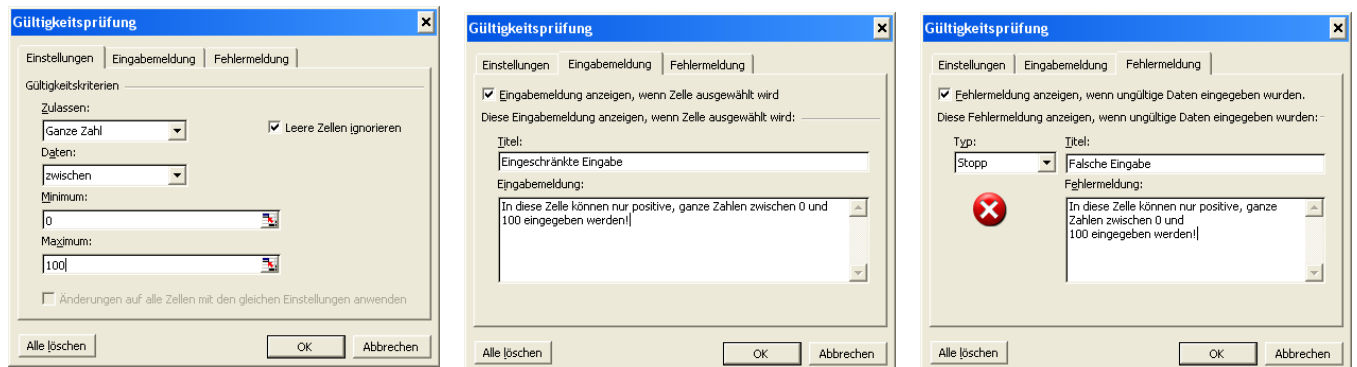 Gültigkeitsprüfung
Einstellungen Eingabemeldung Fehlermeldung
Gültigkeitskriterien
Zulassen:
Ganze Zahl
Leere Zellen ignorieren
Daten:
zwischen
Minimum:
0
Maximum:
100
Änderungen auf alle Zellen mit den gleichen Einstellungen anwenden
Alle löschen OK Abbrechen
Gültigkeitsprüfung
Einstellungen Eingabemeldung Fehlermeldung
Eingabemeldung anzeigen, wenn Zelle ausgewählt wird
Diese Eingabemeldung anzeigen, wenn Zelle ausgewählt wird:
Titel:
Eingeschränkte Eingabe
Eingabemeldung:
In diese Zelle können nur positive, ganze Zahlen zwischen 0 und
100 eingegeben werden!
Alle löschen OK Abbrechen
Gültigkeitsprüfung
Einstellungen Eingabemeldung Fehlermeldung
Fehlermeldung anzeigen, wenn ungültige Daten eingegeben wurden.
Diese Fehlermeldung anzeigen, wenn ungültige Daten eingegeben wurden:
Typ: Titel:
Stopp Falsche Eingabe
Fehlermeldung:
In diese Zelle können nur positive, ganze
Zahlen zwischen 0 und
100 eingegeben werden!
Alle löschen OK Abbrechen